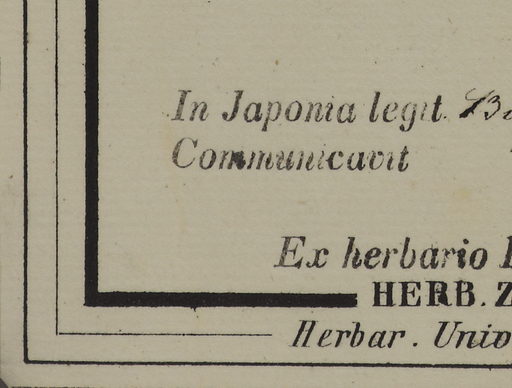 In Japonia legit.
Communicavit
Ex herbario
HERB. Z
Herbar. Univ